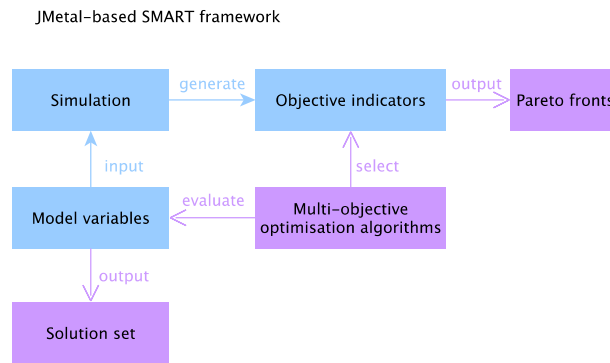 JMetal-based SMART framework
Simulation
generate
Objective indicators
output
Pareto fronts
input
select
Model variables
evaluate
Multi-objective
optimisation algorithms
output
Solution set